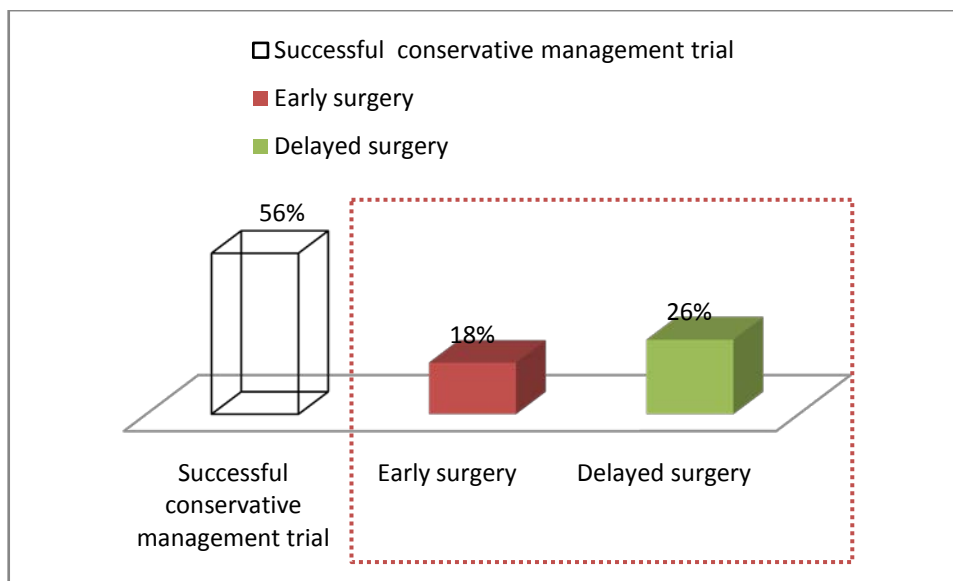 Successful conservative management trial
Early surgery
Delayed surgery
56%
18%
26%
Successful
conservative
management trial
Early surgery
Delayed surgery